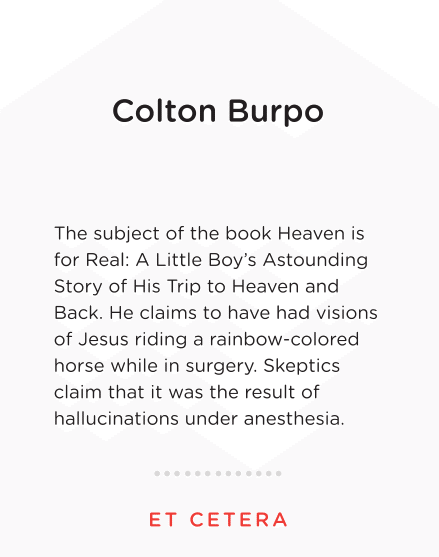 Colton Burpo
The subject of the book Heaven is
for Real: A Little Boy’s Astounding
Story of His Trip to Heaven and
Back. He claims to have had visions
of Jesus riding a rainbow-colored
horse while in surgery. Skeptics
claim that it was the result of
hallucinations under anesthesia.
ET CETERA